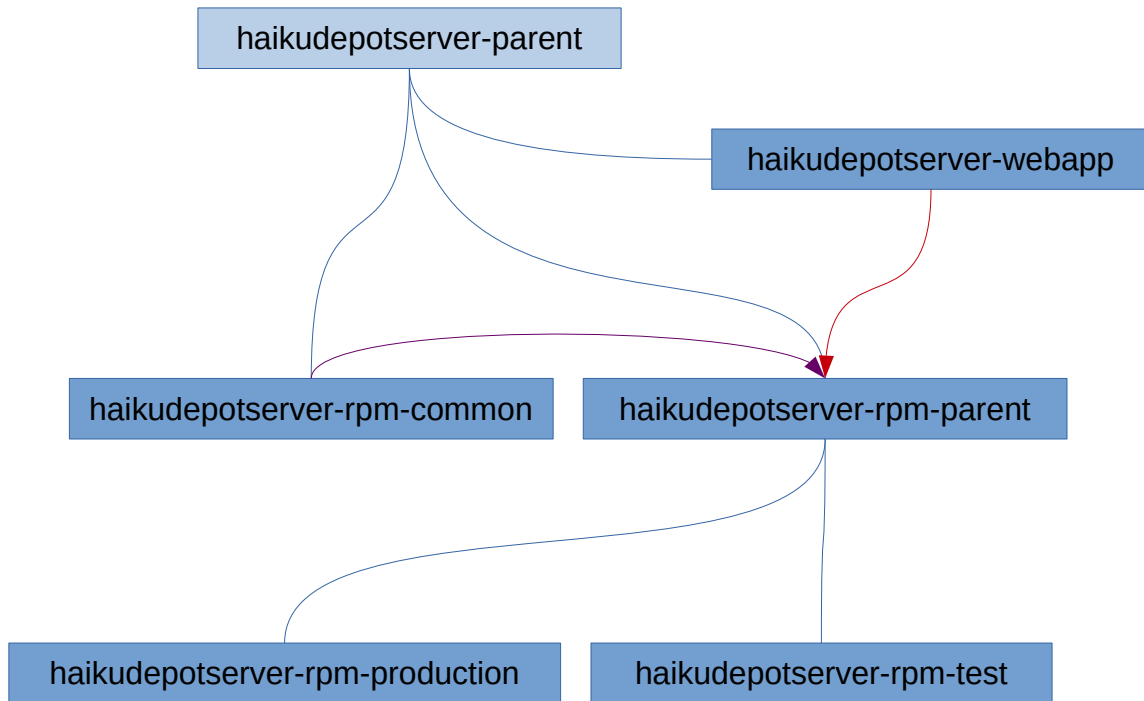 haikudepotserver-parent
haikudepotserver-webapp
haikudepotserver-rpm-common
haikudepotserver-rpm-parent
haikudepotserver-rpm-production
haikudepotserver-rpm-test